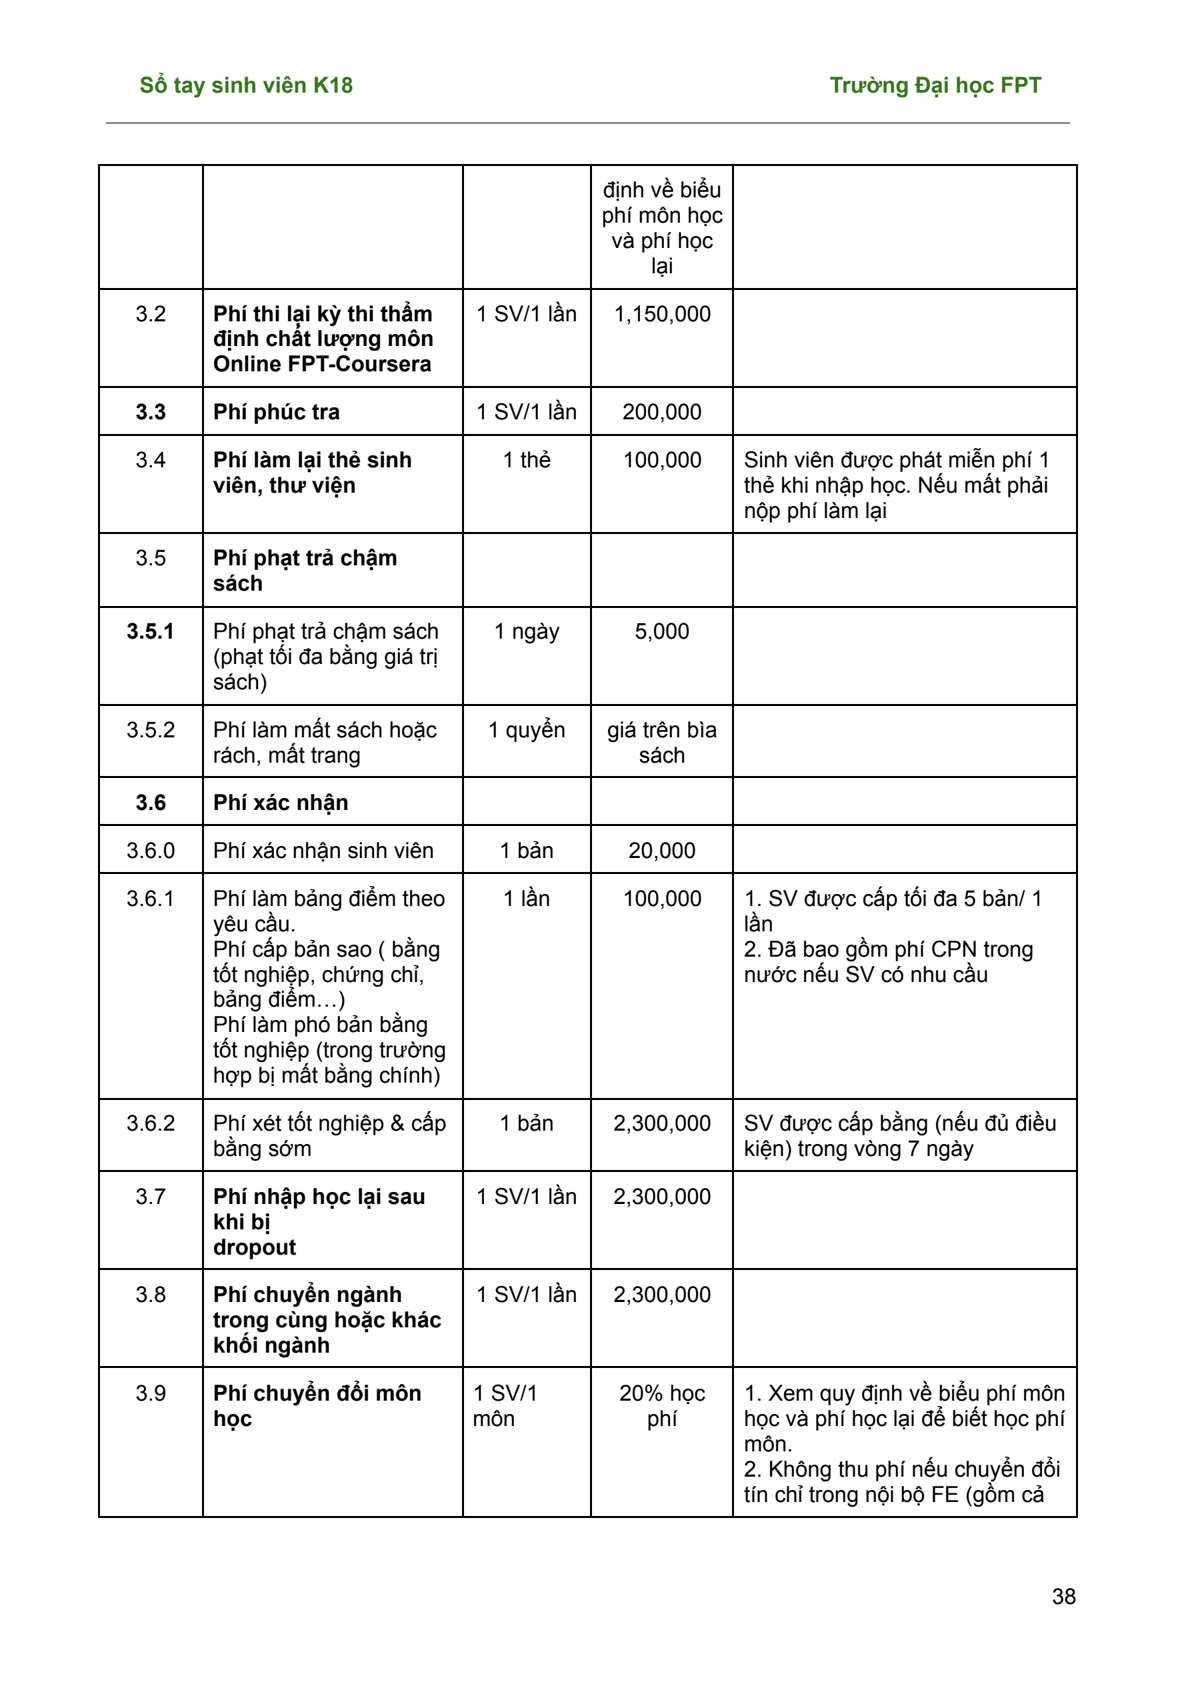 Sổ tay sinh viên K18
Trường Đại học FPT
định về biểu
phí môn học
và phí học
lại
3.2
Phí thi lại kỳ thi thẩm
định chất lượng môn
Online FPT-Coursera
1 SV/1 lần
1,150,000
3.3
Phí phúc tra
1 SV/1 lần
200,000
3.4
Phí làm lại thẻ sinh
viên, thư viện
1 thẻ
100,000
Sinh viên được phát miễn phí 1
thẻ khi nhập học. Nếu mất phải
nộp phí làm lại
3.5
Phí phạt trả chậm
sách
3.5.1
Phí phạt trả chậm sách
(phạt tối đa bằng giá trị
sách)
1 ngày
5,000
3.5.2
Phí làm mất sách hoặc
rách, mất trang
1 quyển
giá trên bìa
sách
3.6
Phí xác nhận
3.6.0
Phí xác nhận sinh viên
1 bản
20,000
3.6.1
Phí làm bảng điểm theo
yêu cầu.
Phí cấp bản sao ( bằng
tốt nghiệp, chứng chỉ,
bảng điểm…)
Phí làm phó bản bằng
tốt nghiệp (trong trường
hợp bị mất bằng chính)
1 lần
100,000
1. SV được cấp tối đa 5 bản/ 1
lần
2. Đã bao gồm phí CPN trong
nước nếu SV có nhu cầu
3.6.2
Phí xét tốt nghiệp & cấp
bằng sớm
1 bản
2,300,000
SV được cấp bằng (nếu đủ điều
kiện) trong vòng 7 ngày
3.7
Phí nhập học lại sau
khi bị
dropout
1 SV/1 lần
2,300,000
3.8
Phí chuyển ngành
trong cùng hoặc khác
khối ngành
1 SV/1 lần
2,300,000
3.9
Phí chuyển đổi môn
học
1 SV/1
môn
20% học
phí
1. Xem quy định về biểu phí môn
học và phí học lại để biết học phí
môn.
2. Không thu phí nếu chuyển đổi
tín chỉ trong nội bộ FE (gồm cả
38